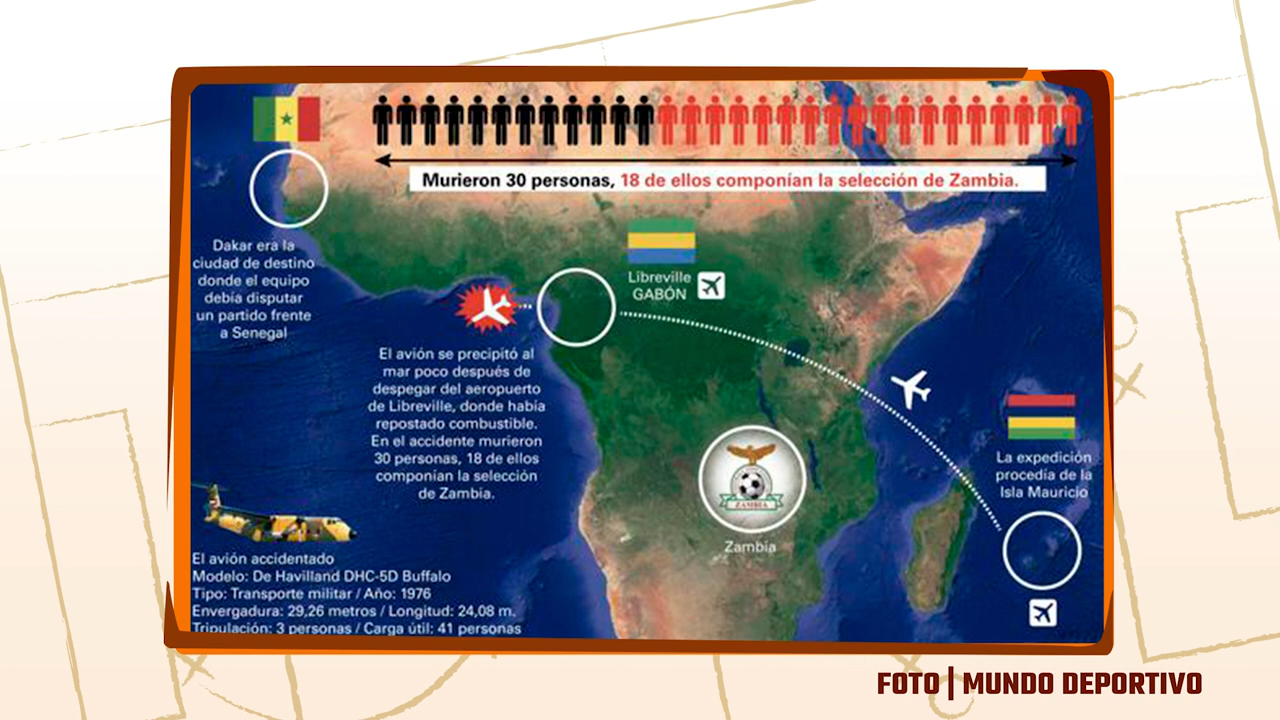 Murieron 30 personas, 18 de ellos componían la selección de Zambia.
Dakar era la
ciudad de destino
donde el equipo
debía disputar
un partido frente
a Senegal
Libreville
GABÓN
El avión se precipitó al
mar poco después de
despegar del aeropuerto
de Libreville, donde había
repostado combustible.
En el accidente murieron
30 personas, 18 de ellos
componían la selección
de Zambia.
La expedición
procedía de la
Isla Mauricio
ZAMBIA
Zambia
El avión accidentado
Modelo: De Havilland DHC-5D Buffalo
Tipo: Transporte militar / Año: 1976
Envergadura: 29,26 metros / Longitud: 24,08 m.
Tripulación: 3 personas / Carga útil: 41 personas
FOTO | MUNDO DEPORTIVO